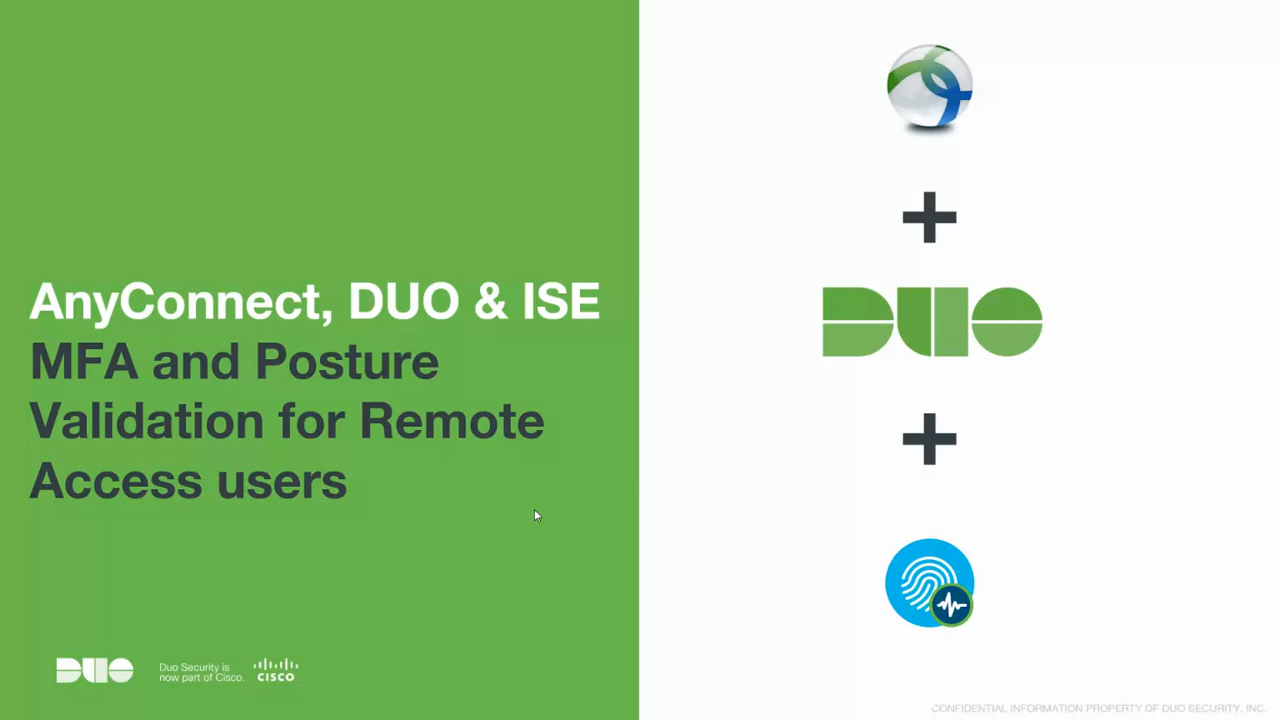 AnyConnect, DUO & ISE
MFA and Posture
Validation for Remote
Access users
DUO
DUO
Duo Security is
now part of Cisco.
CISCO
CONFIDENTIAL INFORMATION PROPERTY OF DUO SECURITY, INC.